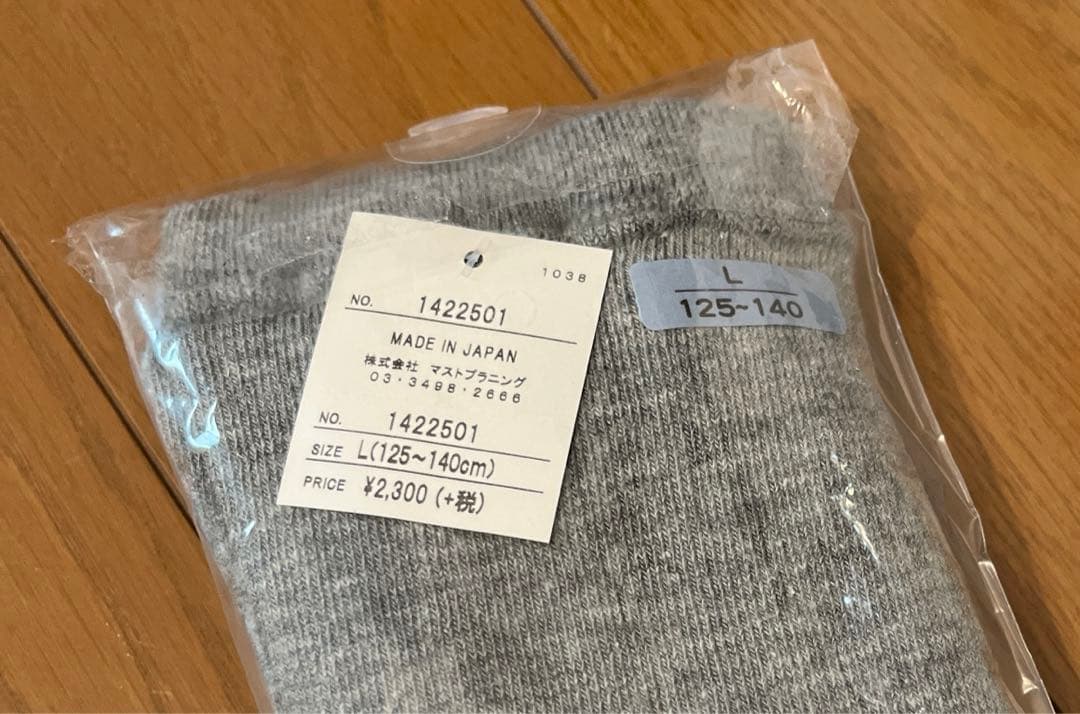 1038
NO. 1422501
MADE IN JAPAN
株式会社 マストプラニング
03・3498・2666
NO. 1422501
SIZE L(125~140cm)
PRICE ¥2,300 (+税)
L
125~140